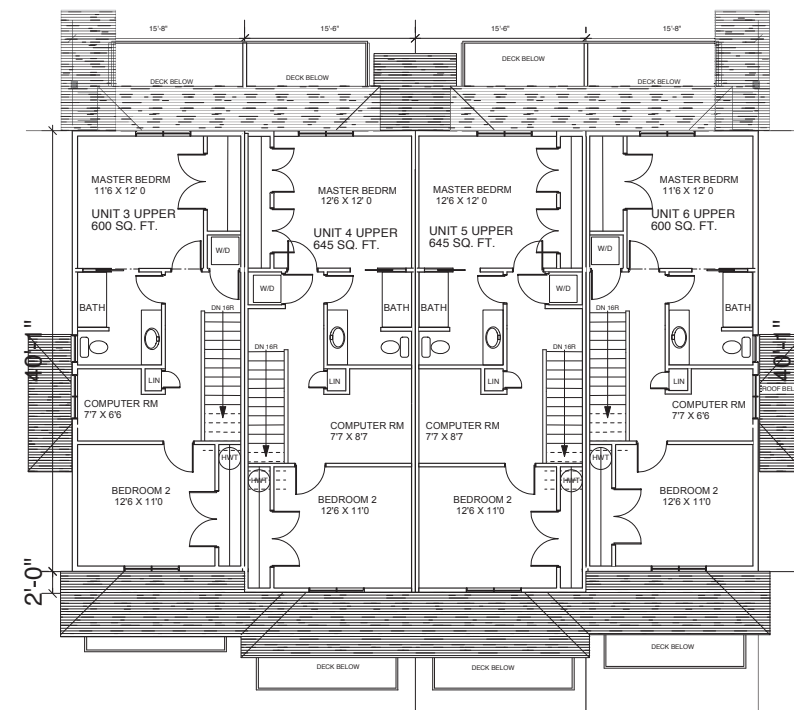 15'-8" 15'-6" 15'-6" 15'-8"
DECK BELOW DECK BELOW DECK BELOW DECK BELOW
MASTER BEDRM
11'6 X 12' 0
UNIT 3 UPPER
600 SQ. FT.
MASTER BEDRM
12'6 X 12' 0
UNIT 4 UPPER
645 SQ. FT.
MASTER BEDRM
12'6 X 12' 0
UNIT 5 UPPER
645 SQ. FT.
MASTER BEDRM
11'6 X 12' 0
UNIT 6 UPPER
600 SQ. FT.
W/D W/D W/D W/D
BATH BATH BATH BATH
DN 16R DN 16R DN 16R DN 16R
40'-1" 40'-1"
LIN LIN LIN LIN
ROOF BEL
COMPUTER RM
7'7 X 6'6
COMPUTER RM
7'7 X 8'7
COMPUTER RM
7'7 X 8'7
COMPUTER RM
7'7 X 6'6
HWT HWT HWT HWT
BEDROOM 2
12'6 X 11'0
BEDROOM 2
12'6 X 11'0
BEDROOM 2
12'6 X 11'0
BEDROOM 2
12'6 X 11'0
2'-0"
DECK BELOW DECK BELOW DECK BELOW